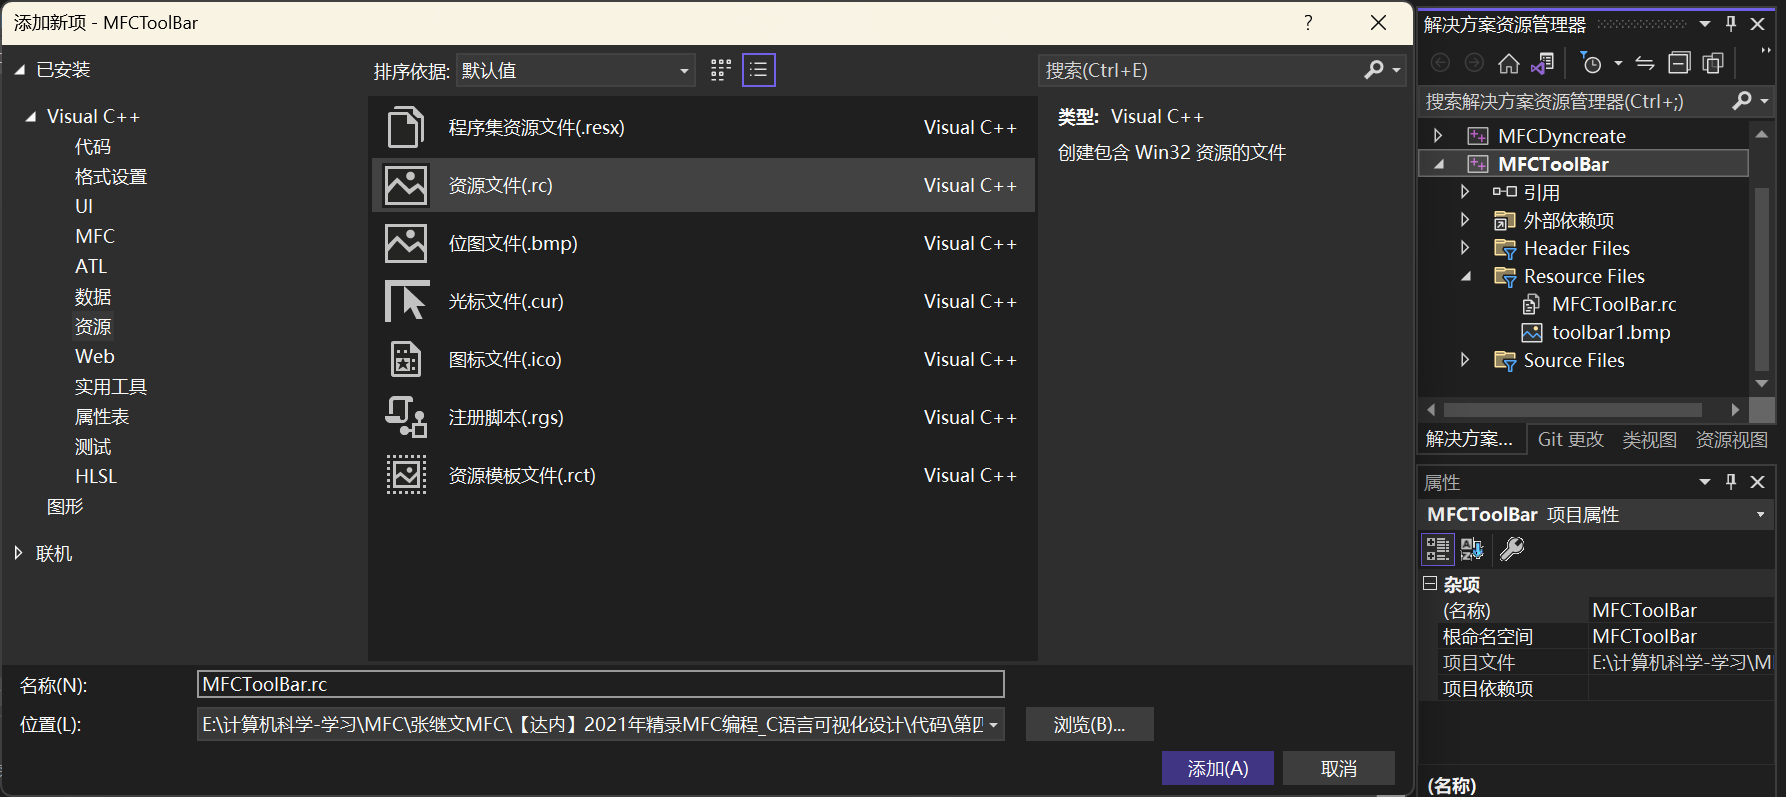 添加新项 - MFCToolBar
?
已安装
Visual C++
代码
格式设置
UI
MFC
ATL
数据
资源
Web
实用工具
属性表
测试
HLSL
图形
联机
排序依据: 默认值
程序集资源文件(.resx) Visual C++
资源文件(.rc) Visual C++
位图文件(.bmp) Visual C++
光标文件(.cur) Visual C++
图标文件(.ico) Visual C++
注册脚本(.rgs) Visual C++
资源模板文件(.rct) Visual C++
搜索(Ctrl+E)
类型: Visual C++
创建包含 Win32 资源的文件
名称(N): MFCToolBar.rc
位置(L): E:\计算机科学-学习\MFC\张继文MFC\【达内】2021年精录MFC编程_C语言可视化设计\代码\第四
浏览(B)...
添加(A) 取消
解决方案资源管理器
搜索解决方案资源管理器(Ctrl+;)
MFCDyncreate
MFCToolBar
引用
外部依赖项
Header Files
Resource Files
MFCToolBar.rc
toolbar1.bmp
Source Files
解决方案... Git 更改 类视图 资源视图
属性
MFCToolBar 项目属性
杂项
(名称) MFCToolBar
根命名空间 MFCToolBar
项目文件 E:\计算机科学-学习\M
项目依赖项
(名称)